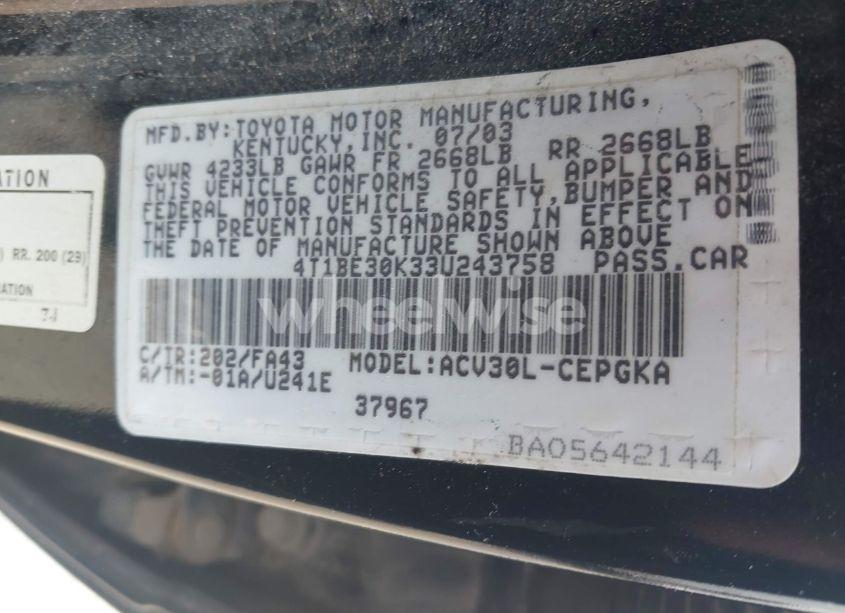 ATION
) RR. 200 (29)
ATION
MFD.BY:TOYOTA MOTOR MANUFACTURING,
KENTUCKY,INC. 07/03
GVWR 4233LB GAWR FR 2668LB RR 2668LB
THIS VEHICLE CONFORMS TO ALL APPLICABLE
FEDERAL MOTOR VEHICLE SAFETY,BUMPER AND
THEFT PREVENTION STANDARDS IN EFFECT ON
THE DATE OF MANUFACTURE SHOWN ABOVE
4T1BE30K33U243758 PASS.CAR
wheelwise
C/TR:202/FA43 MODEL:ACV30L-CEPGKA
A/TM:-01A/U241E
37967
BA05642144